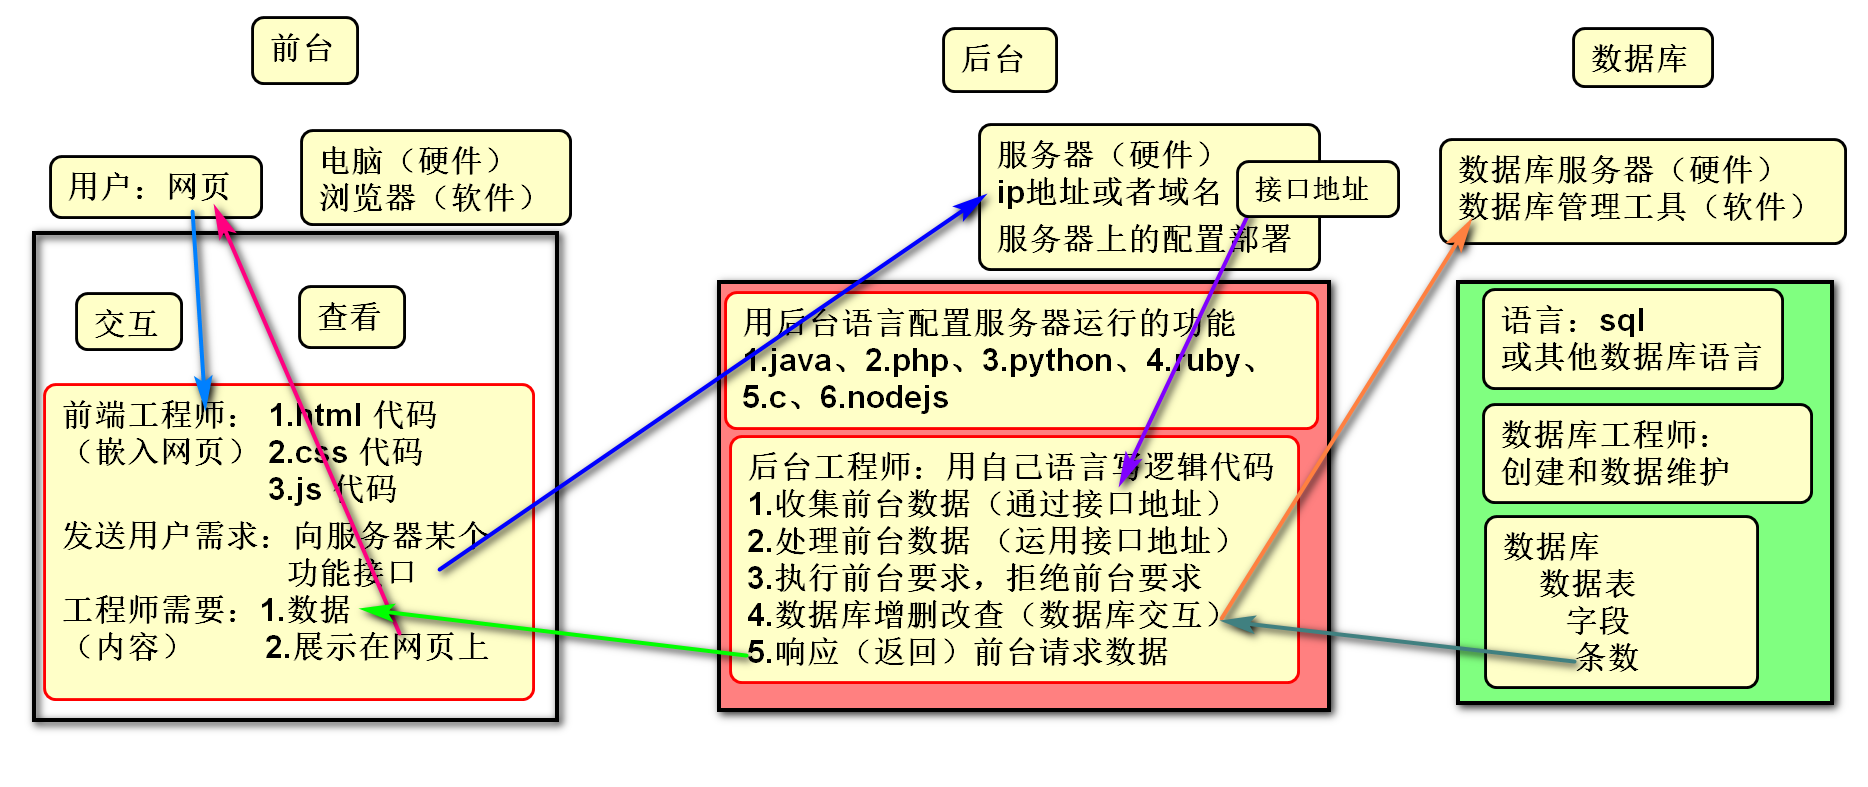 前台
后台
数据库
用户：网页
电脑（硬件）
浏览器（软件）
服务器（硬件）
ip地址或者域名
服务器上的配置部署
接口地址
数据库服务器（硬件）
数据库管理工具（软件）
交互
查看
前端工程师： 1.html 代码
（嵌入网页） 2.css 代码
3.js 代码
发送用户需求：向服务器某个
功能接口
工程师需要：1.数据
（内容） 2.展示在网页上
用后台语言配置服务器运行的功能
1.java、2.php、3.python、4.ruby、
5.c、6.nodejs
后台工程师：用自己语言写逻辑代码
1.收集前台数据（通过接口地址）
2.处理前台数据 （运用接口地址）
3.执行前台要求，拒绝前台要求
4.数据库增删改查（数据库交互）
5.响应（返回）前台请求数据
语言：sql
或其他数据库语言
数据库工程师：
创建和数据维护
数据库
数据表
字段
条数